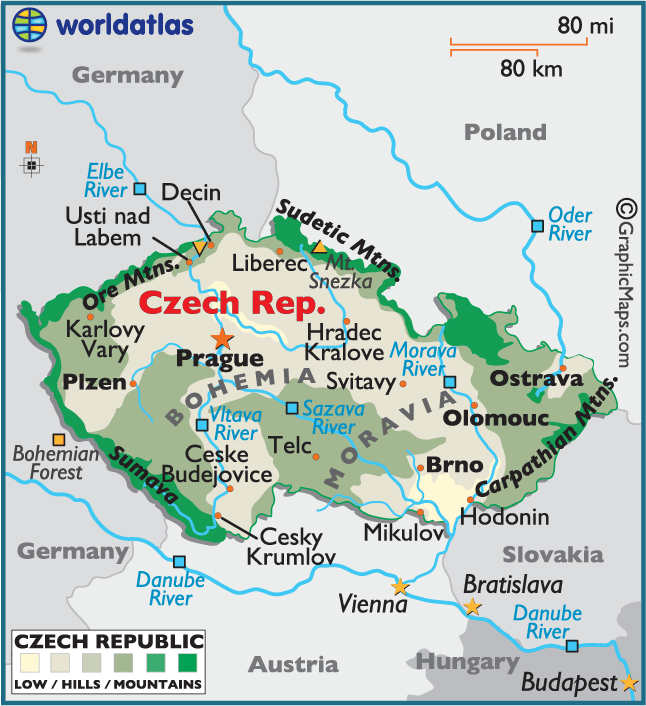 worldatlas
80 mi
80 km
Germany
Poland
N
Elbe
River
Decin
Usti nad
Labem
Sudetic Mtns.
Oder
River
© GraphicMaps.com
Ore Mtns.
Liberec
Mt.
Snezka
Czech Rep.
Karlovy
Vary
Hradec
Kralove
Prague
Morava
River
Plzen
BOHEMIA
Svitavy
Ostrava
Vltava
River
Sazava
River
MORAVIA
Olomouc
Carpathian Mtns.
Bohemian
Forest
Sumava
Ceske
Budejovice
Telc
Brno
Cesky
Krumlov
Mikulov
Hodonin
Germany
Slovakia
Danube
River
Vienna
Bratislava
Danube
River
CZECH REPUBLIC
LOW / HILLS / MOUNTAINS
Austria
Hungary
Budapest